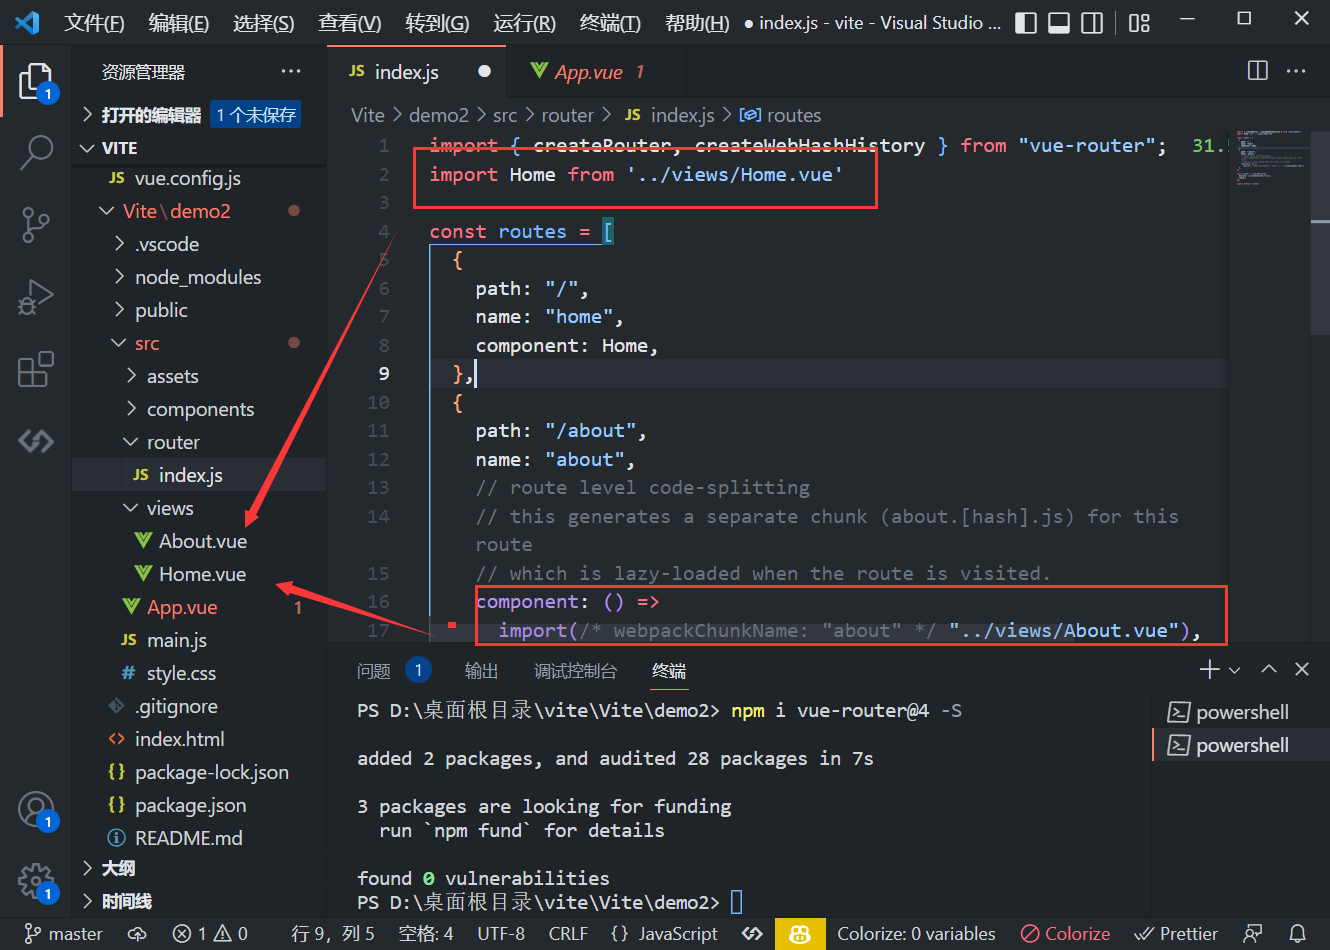 文件(F) 编辑(E) 选择(S) 查看(V) 转到(G) 运行(R) 终端(T) 帮助(H) ● index.js - vite - Visual Studio ...
资源管理器 ···
打开的编辑器 1 个未保存
VITE
JS vue.config.js
Vite\demo2
.vscode
node_modules
public
src
assets
components
router
JS index.js
views
About.vue
Home.vue
App.vue 1
JS main.js
# style.css
.gitignore
<> index.html
{} package-lock.json
{} package.json
README.md
大纲
时间线
1
1
1
JS index.js ●
App.vue 1
Vite > demo2 > src > router > JS index.js > routes
1 import { createRouter, createWebHashHistory } from "vue-router"; 31.
2 import Home from '../views/Home.vue'
3
4 const routes = [
5 {
6 path: "/",
7 name: "home",
8 component: Home,
9 },
10 {
11 path: "/about",
12 name: "about",
13 // route level code-splitting
14 // this generates a separate chunk (about.[hash].js) for this
route
15 // which is lazy-loaded when the route is visited.
16 component: () =>
17 import(/* webpackChunkName: "about" */ "../views/About.vue"),
问题 1 输出 调试控制台 终端
PS D:\桌面根目录\vite\Vite\demo2> npm i vue-router@4 -S
added 2 packages, and audited 28 packages in 7s
3 packages are looking for funding
run `npm fund` for details
found 0 vulnerabilities
PS D:\桌面根目录\vite\Vite\demo2>
powershell
powershell
master 1 0 行 9，列 5 空格: 4 UTF-8 CRLF {} JavaScript Colorize: 0 variables Colorize Prettier